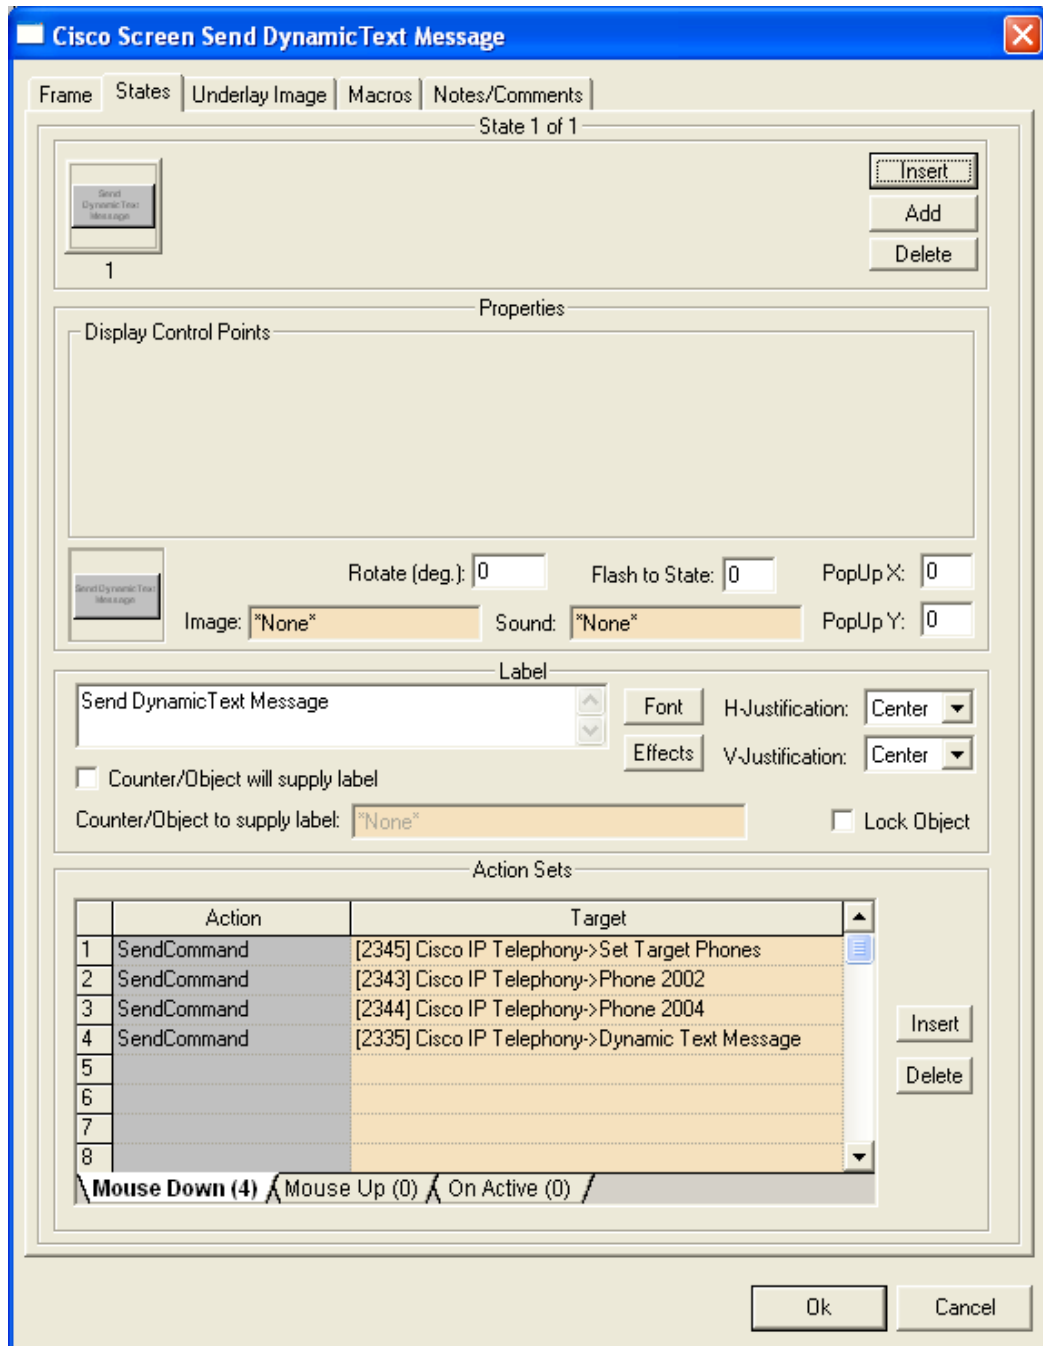 Cisco Screen Send DynamicText Message
Frame States Underlay Image Macros Notes/Comments
State 1 of 1
Send
DynamicText
Message
1
Insert
Add
Delete
Properties
Display Control Points
Send DynamicText
Message
Rotate (deg.): 0 Flash to State: 0 PopUp X: 0
Image: *None* Sound: *None* PopUp Y: 0
Label
Send DynamicText Message
Font H-Justification: Center
Effects V-Justification: Center
Counter/Object will supply label
Counter/Object to supply label: *None* Lock Object
Action Sets
Action Target
1 SendCommand [2345] Cisco IP Telephony->Set Target Phones
2 SendCommand [2343] Cisco IP Telephony->Phone 2002
3 SendCommand [2344] Cisco IP Telephony->Phone 2004
4 SendCommand [2335] Cisco IP Telephony->Dynamic Text Message
5
6
7
8
Insert
Delete
Mouse Down (4) Mouse Up (0) On Active (0)
Ok Cancel